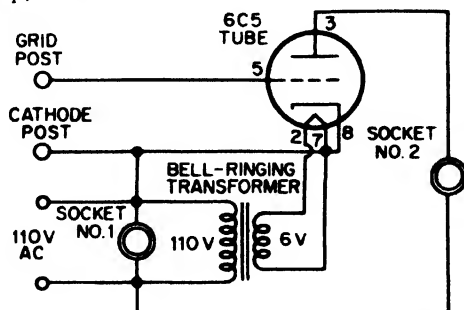 6C5
TUBE
3
GRID
POST
5
CATHODE
POST
2
7
8
SOCKET
NO. 2
BELL-RINGING
TRANSFORMER
SOCKET
NO. 1
110 V
AC
110 V
6 V